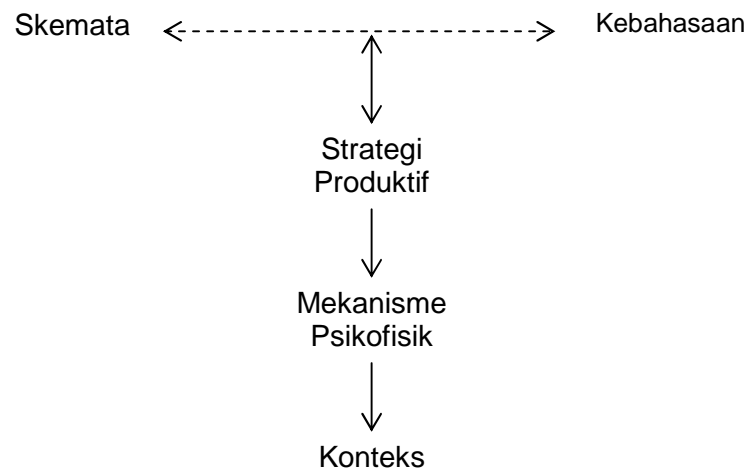 Skemata
Kebahasaan
Strategi
Produktif
Mekanisme
Psikofisik
Konteks